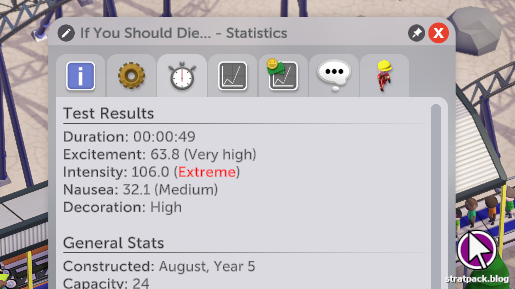 If You Should Die... - Statistics
Test Results
Duration: 00:00:49
Excitement: 63.8 (Very high)
Intensity: 106.0 (Extreme)
Nausea: 32.1 (Medium)
Decoration: High
General Stats
Constructed: August, Year 5
Capacity: 24
stratpack.blog